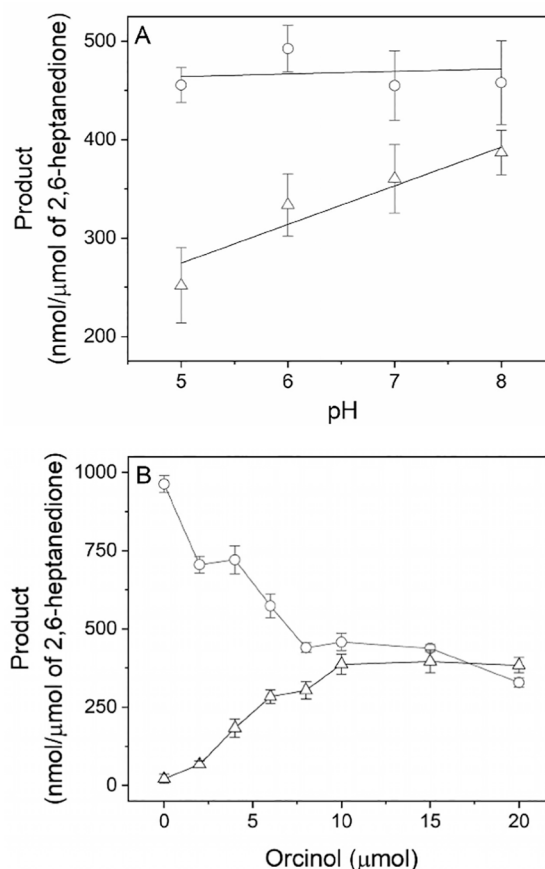 A
500
400
300
200
Product
(nmol/μmol of 2,6-heptanedione)
5 6 7 8
pH
B
1000
750
500
250
0
Product
(nmol/μmol of 2,6-heptanedione)
0 5 10 15 20
Orcinol (μmol)